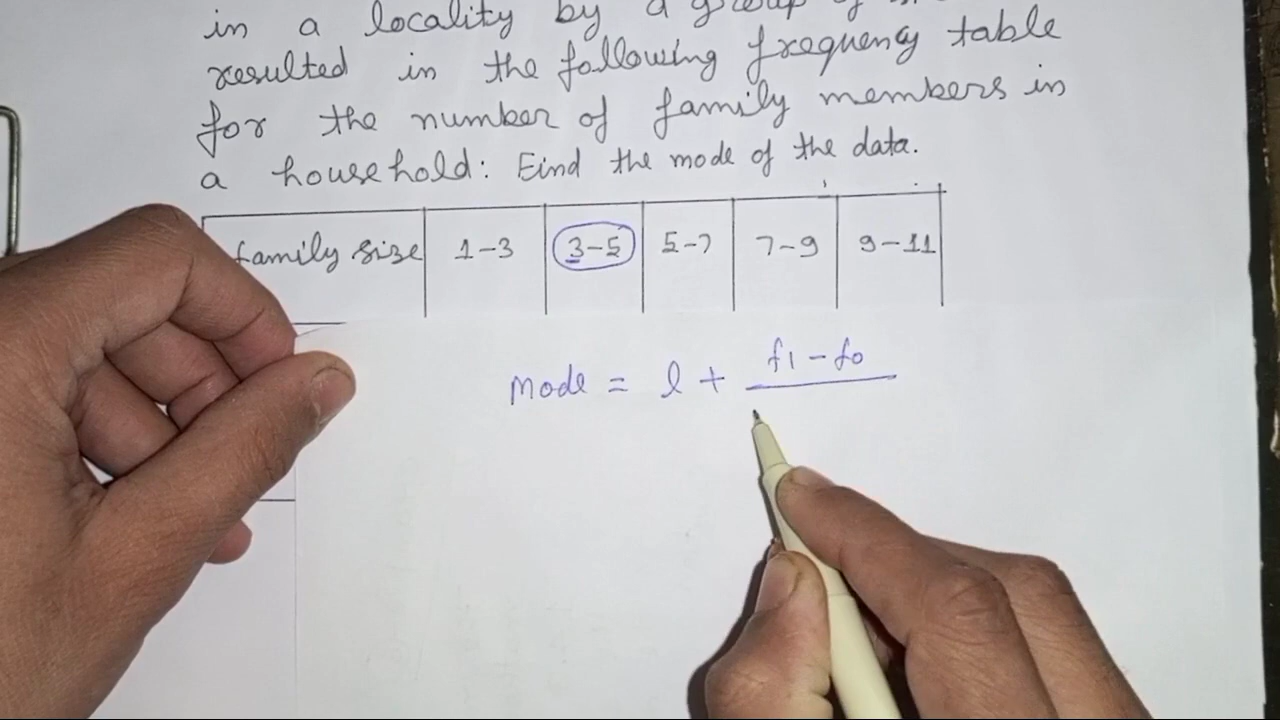 in a locality by a group of
resulted in the following frequency table
for the number of family members in
a household: Find the mode of the data.
family size 1-3 3-5 5-7 7-9 9-11
Mode = l + f1 - f0